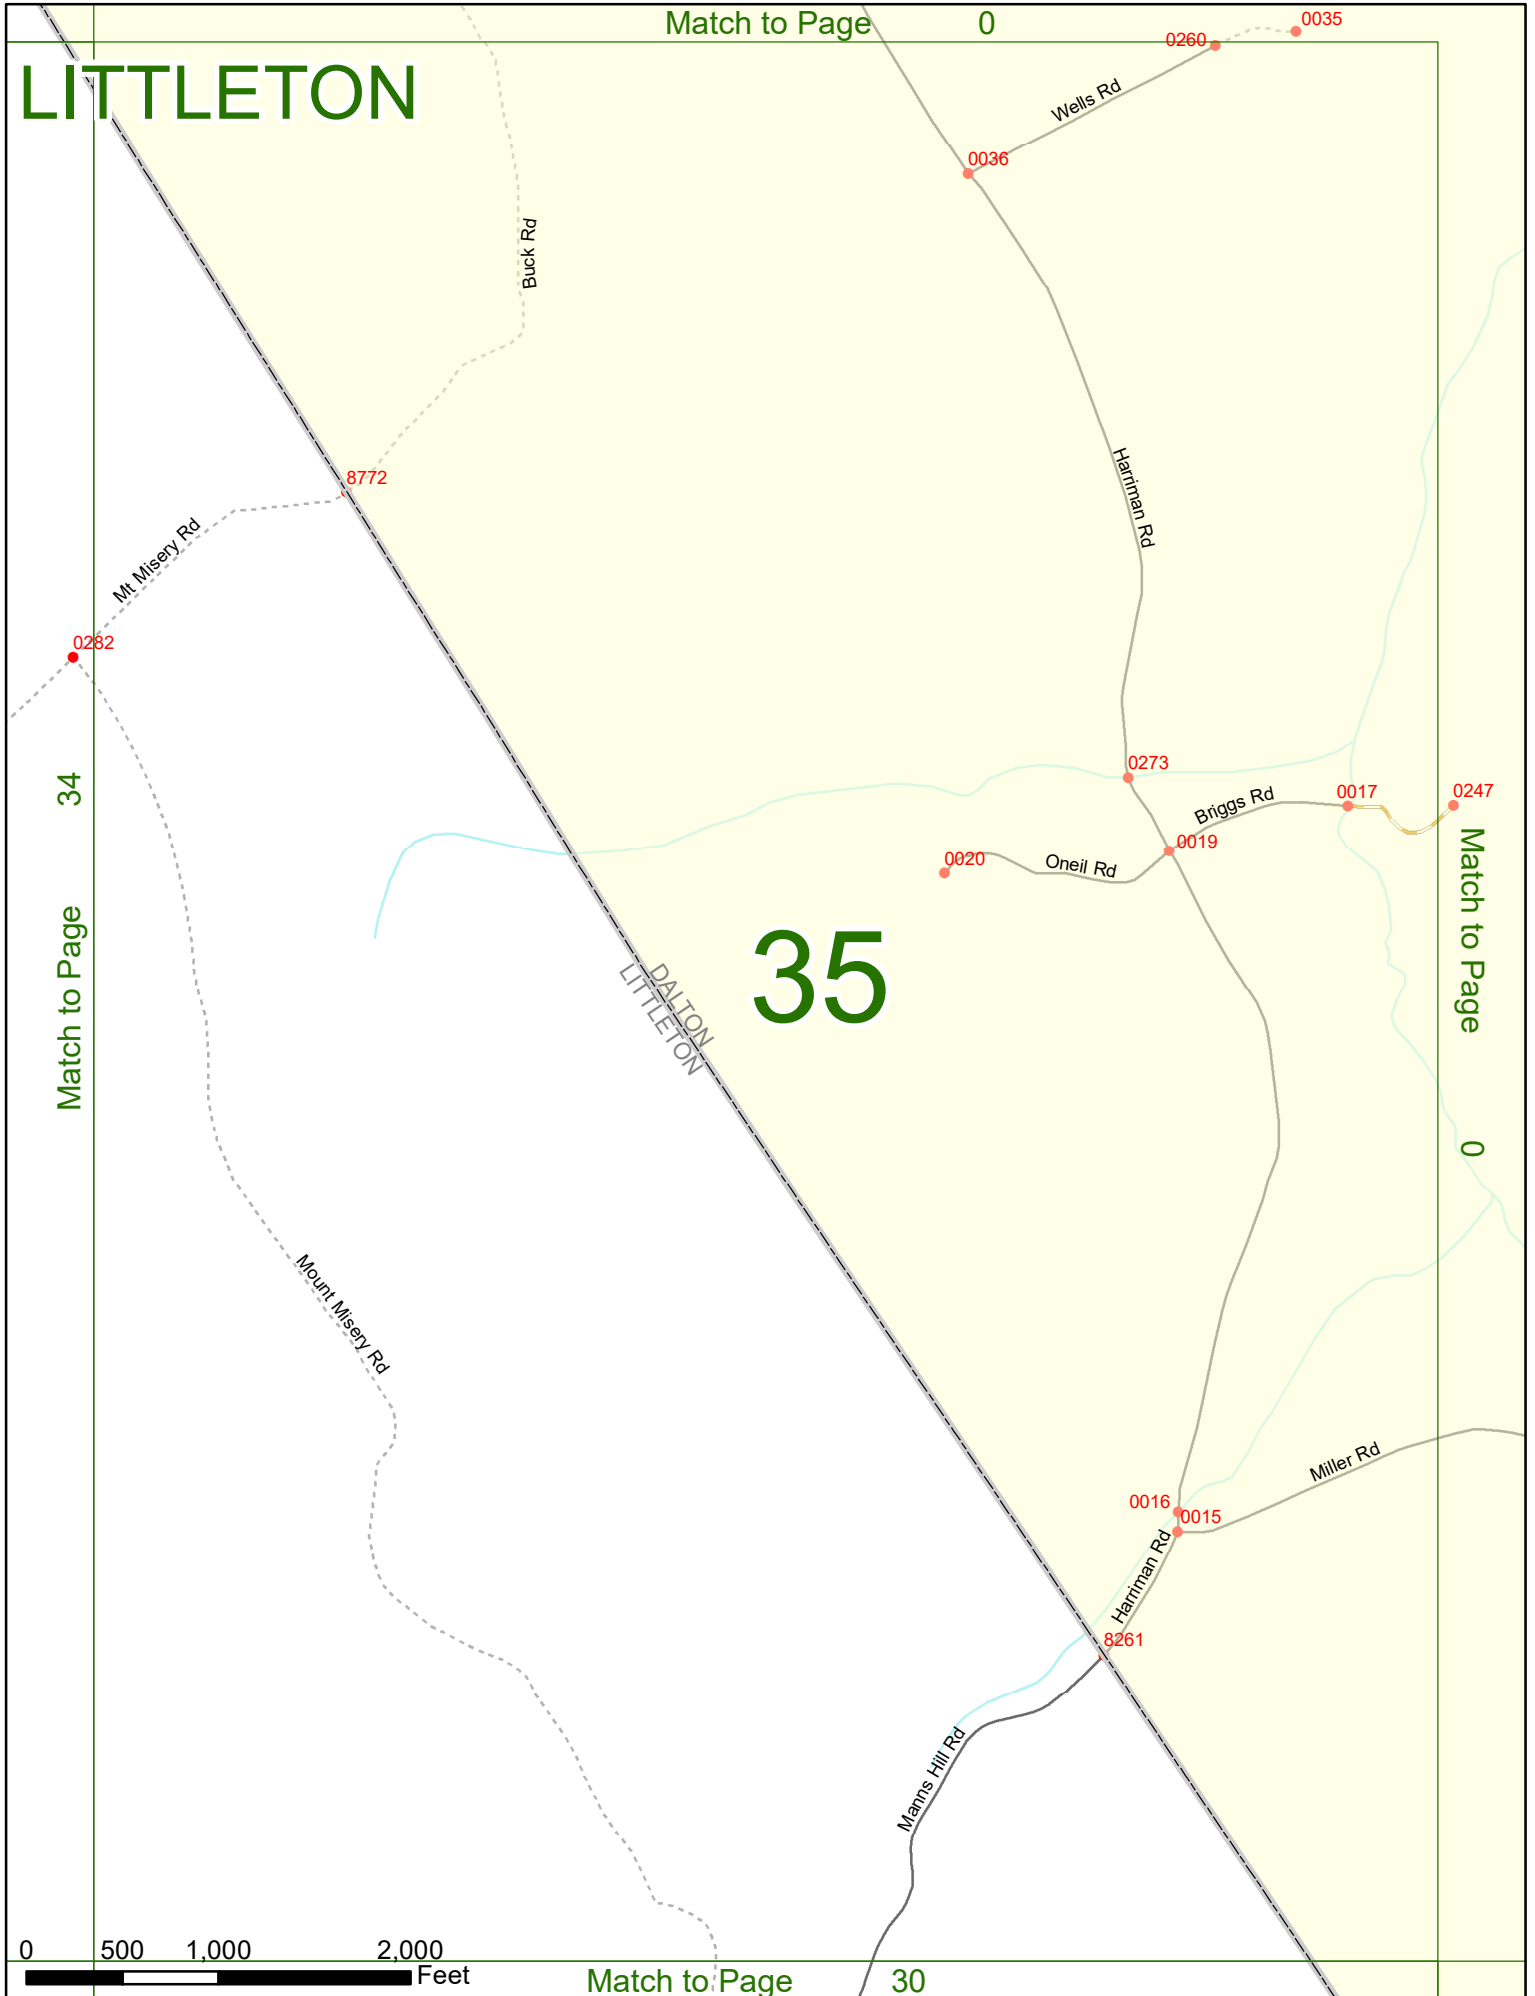 Match to Page 0
0035
0260
LITTLETON
Wells Rd
0036
Buck Rd
Harriman Rd
8772
Mt Misery Rd
0282
0273
34
Match to Page
0017
0247
Briggs Rd
0019
Oneil Rd
0020
Match to Page 0
35
DALTON
LITTLETON
Mount Misery Rd
Miller Rd
0016
0015
Harriman Rd
8261
Manns Hill Rd
0 500 1,000 2,000
Feet
Match to Page 30